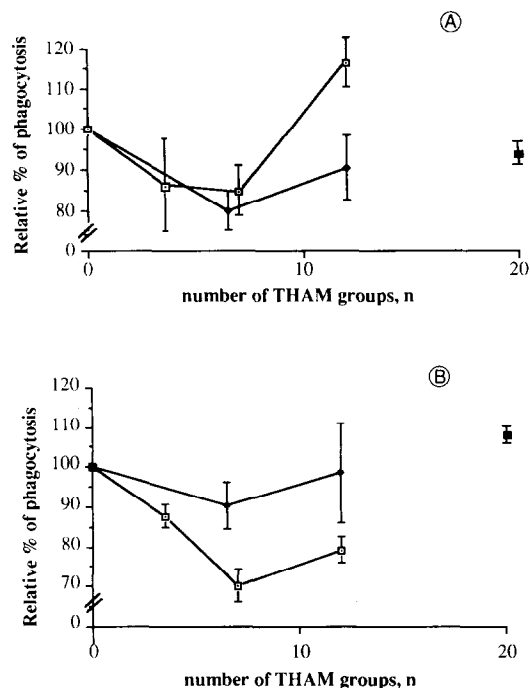 A
Relative % of phagocytosis
120
110
100
90
80
0
0 10 20
number of THAM groups, n
B
Relative % of phagocytosis
120
110
100
90
80
70
0
0 10 20
number of THAM groups, n